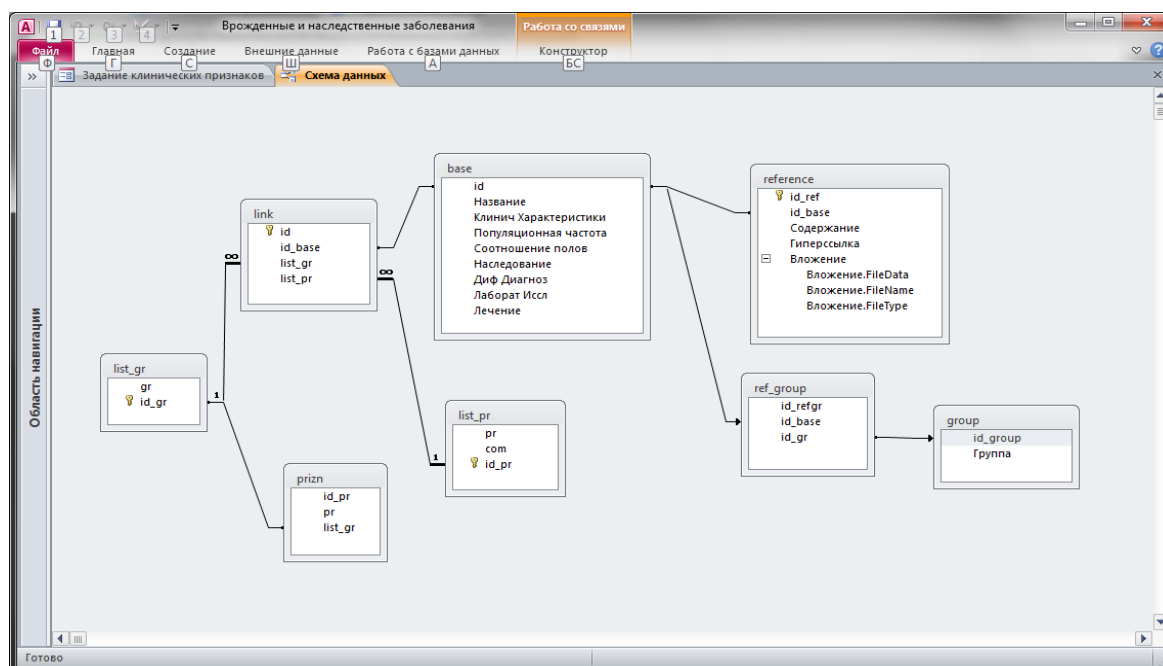 Врожденные и наследственные заболевания
Работа со связями
1 2 3 4
Файл Главная Создание Внешние данные Работа с базами данных Конструктор
Ф Г С Ш А БС
Задание клинических признаков Схема данных
Область навигации
base
id
Название
Клинич Характеристики
Популяционная частота
Соотношение полов
Наследование
Диф Диагноз
Лаборат Иссл
Лечение
reference
id_ref
id_base
Содержание
Гиперссылка
Вложение
Вложение.FileData
Вложение.FileName
Вложение.FileType
link
id
id_base
list_gr
list_pr
∞
∞
list_gr
gr
id_gr
1
list_pr
pr
com
id_pr
1
prizn
id_pr
pr
list_gr
ref_group
id_refgr
id_base
id_gr
group
id_group
Группа
Готово